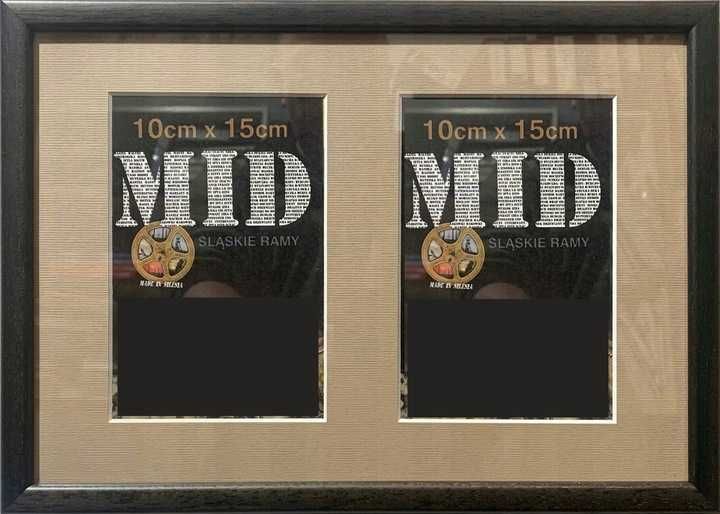 10cm x 15cm
MID
ŚLĄSKIE RAMY
MADE IN SILESIA
10cm x 15cm
MID
ŚLĄSKIE RAMY
MADE IN SILESIA